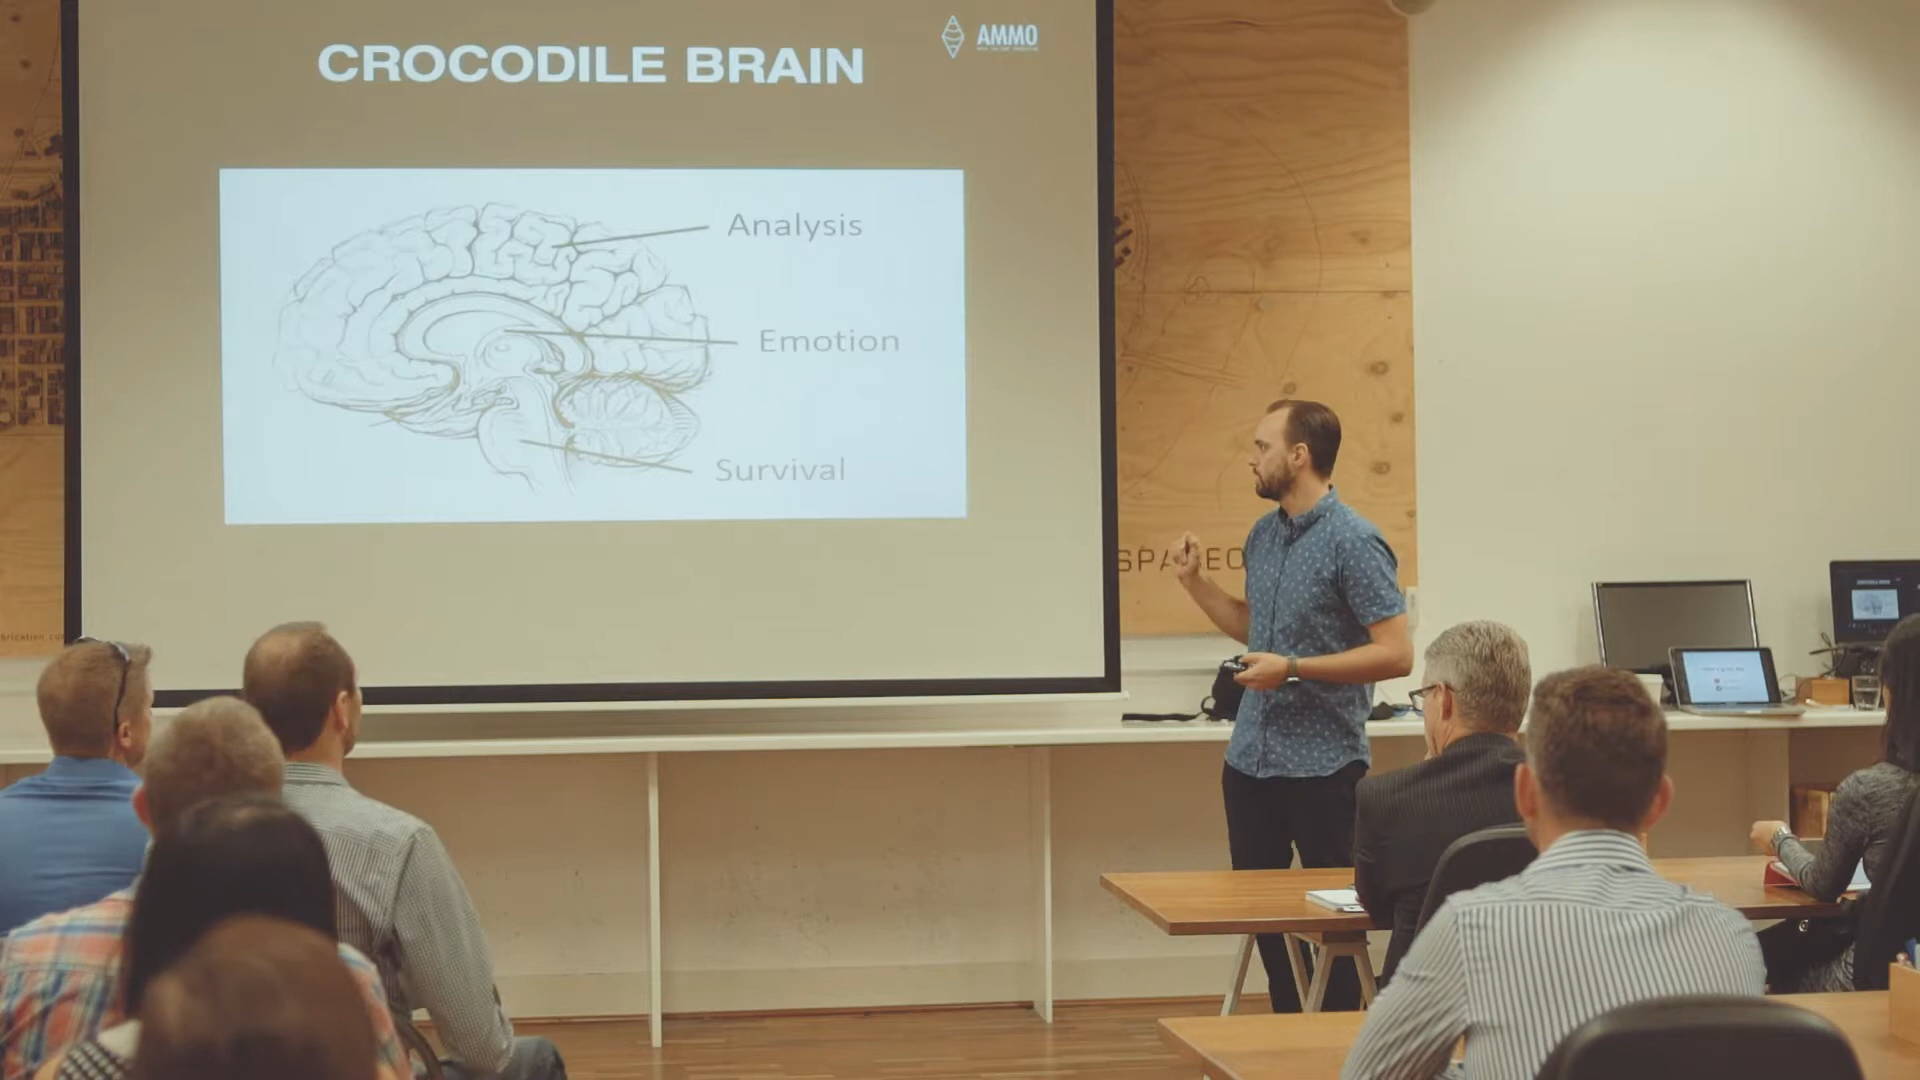 AMMO
CROCODILE BRAIN
Analysis
Emotion
Survival